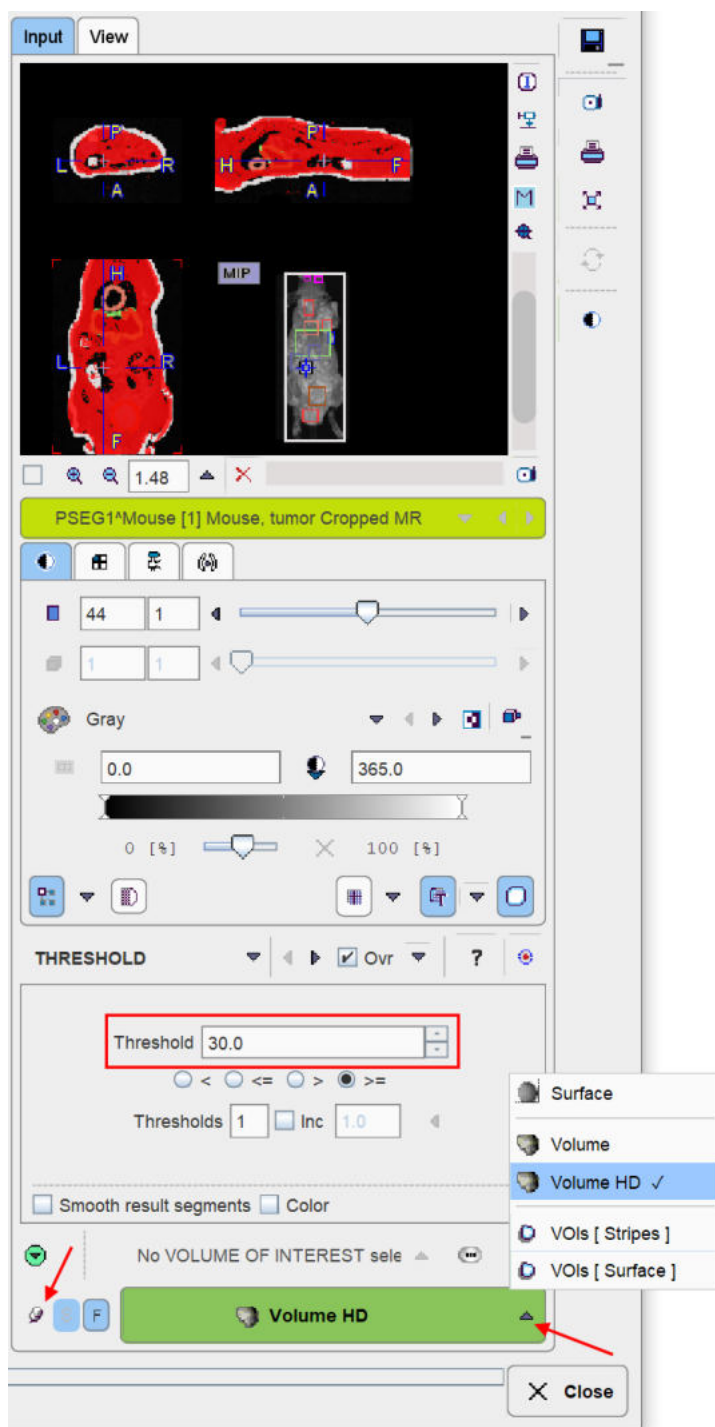 Input View
P
L R
A
P
H F
A
M
H
MIP
L R
F
1.48
PSEG1^Mouse [1] Mouse, tumor Cropped MR
44 1
1 1
Gray
0.0 365.0
0 [%] 100 [%]
THRESHOLD Ovr ?
Threshold 30.0
< <= > >=
Thresholds 1 Inc 1.0
Surface
Volume
Volume HD ✓
VOIs [ Stripes ]
VOIs [ Surface ]
Smooth result segments Color
No VOLUME OF INTEREST sele
F Volume HD
Close